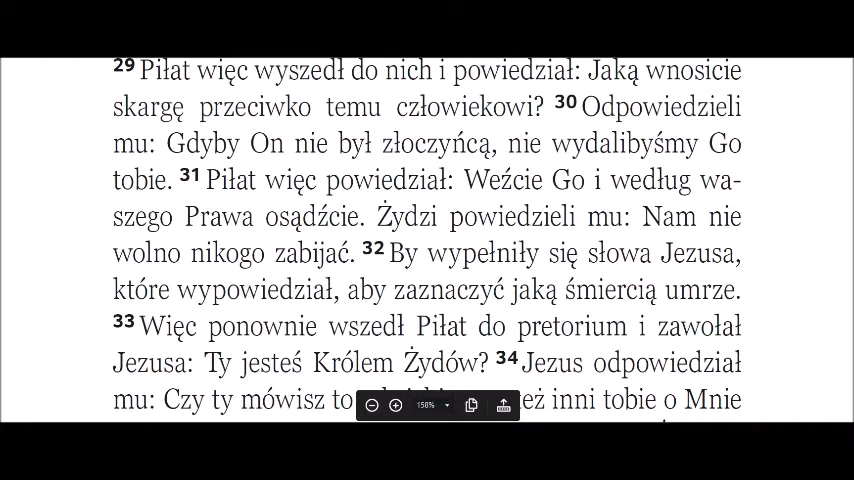 29 Piłat więc wyszedł do nich i powiedział: Jaką wnosicie
skargę przeciwko temu człowiekowi? 30 Odpowiedzieli
mu: Gdyby On nie był złoczyńcą, nie wydalibyśmy Go
tobie. 31 Piłat więc powiedział: Weźcie Go i według wa-
szego Prawa osądźcie. Żydzi powiedzieli mu: Nam nie
wolno nikogo zabijać. 32 By wypełniły się słowa Jezusa,
które wypowiedział, aby zaznaczyć jaką śmiercią umrze.
33 Więc ponownie wszedł Piłat do pretorium i zawołał
Jezusa: Ty jesteś Królem Żydów? 34 Jezus odpowiedział
mu: Czy ty mówisz to inni tobie o Mnie
158%